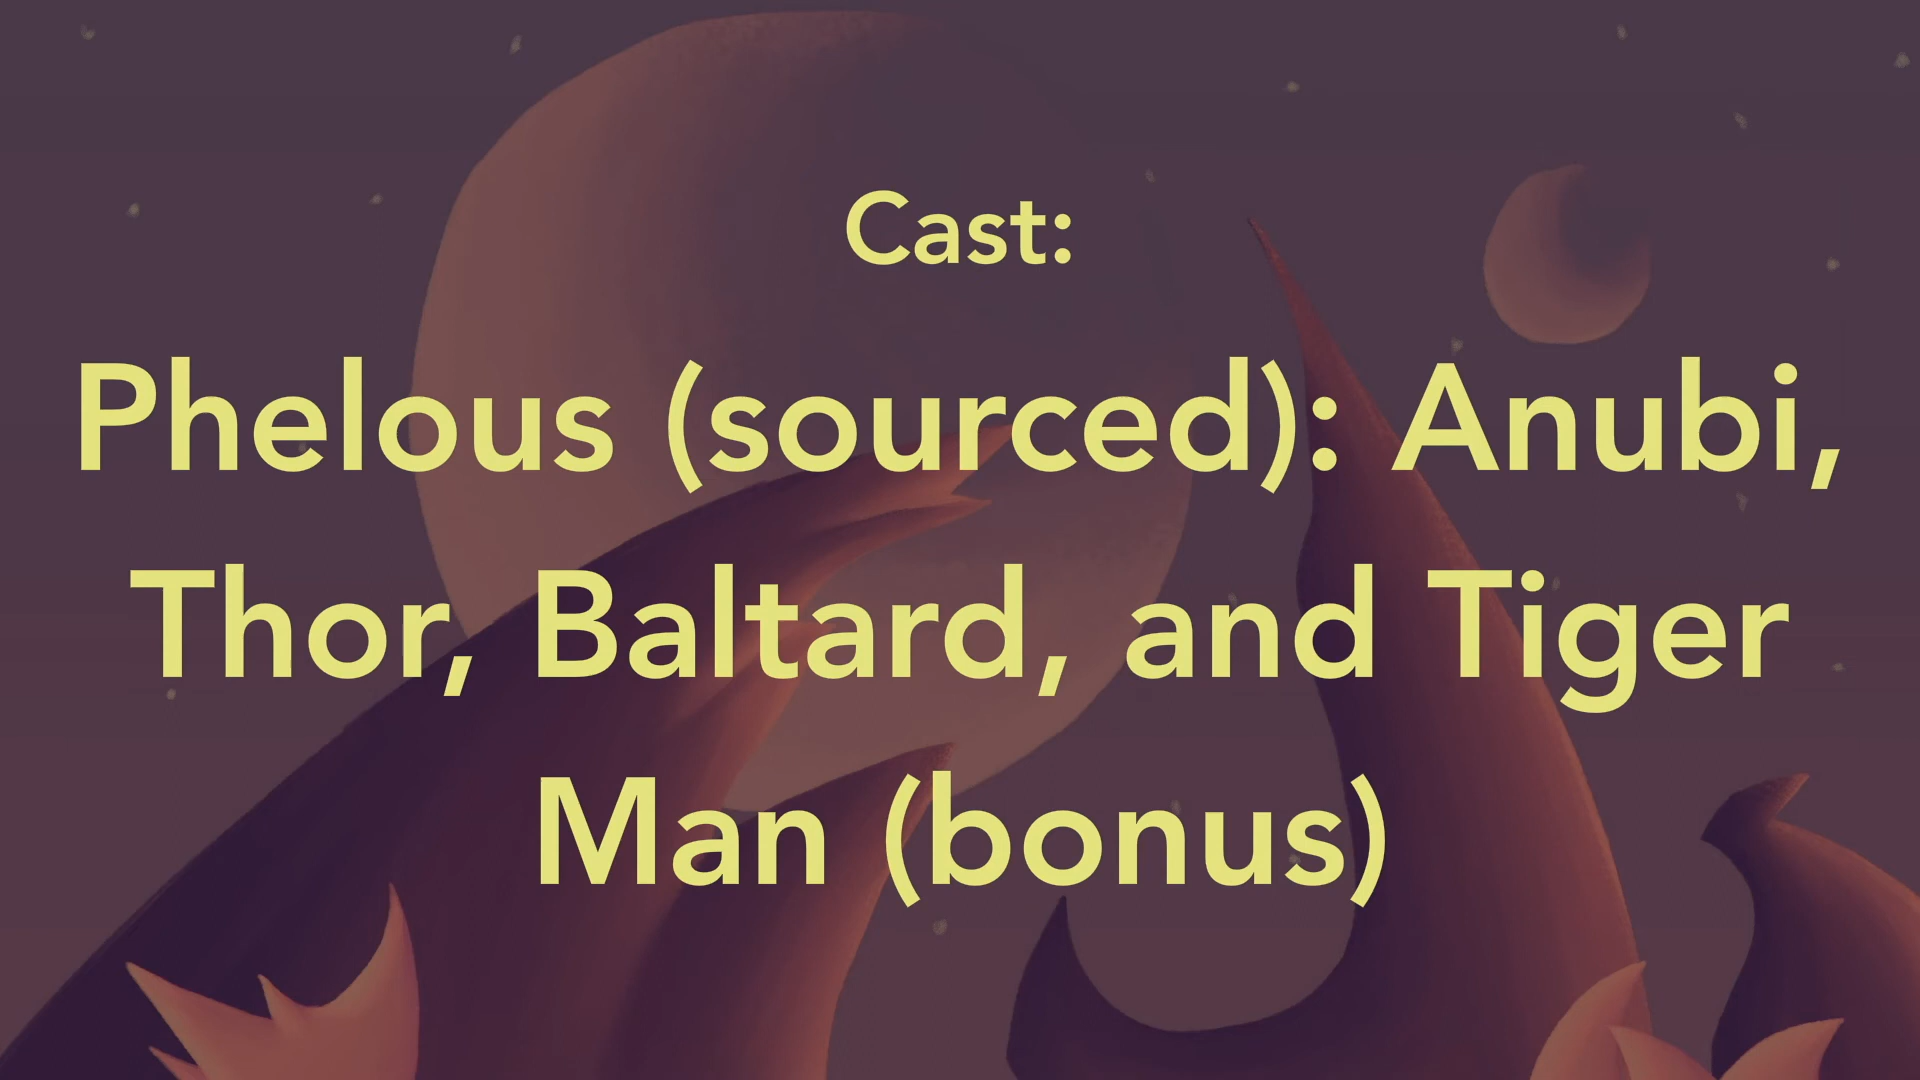 Cast:
Phelous (sourced): Anubi,
Thor, Baltard, and Tiger
Man (bonus)